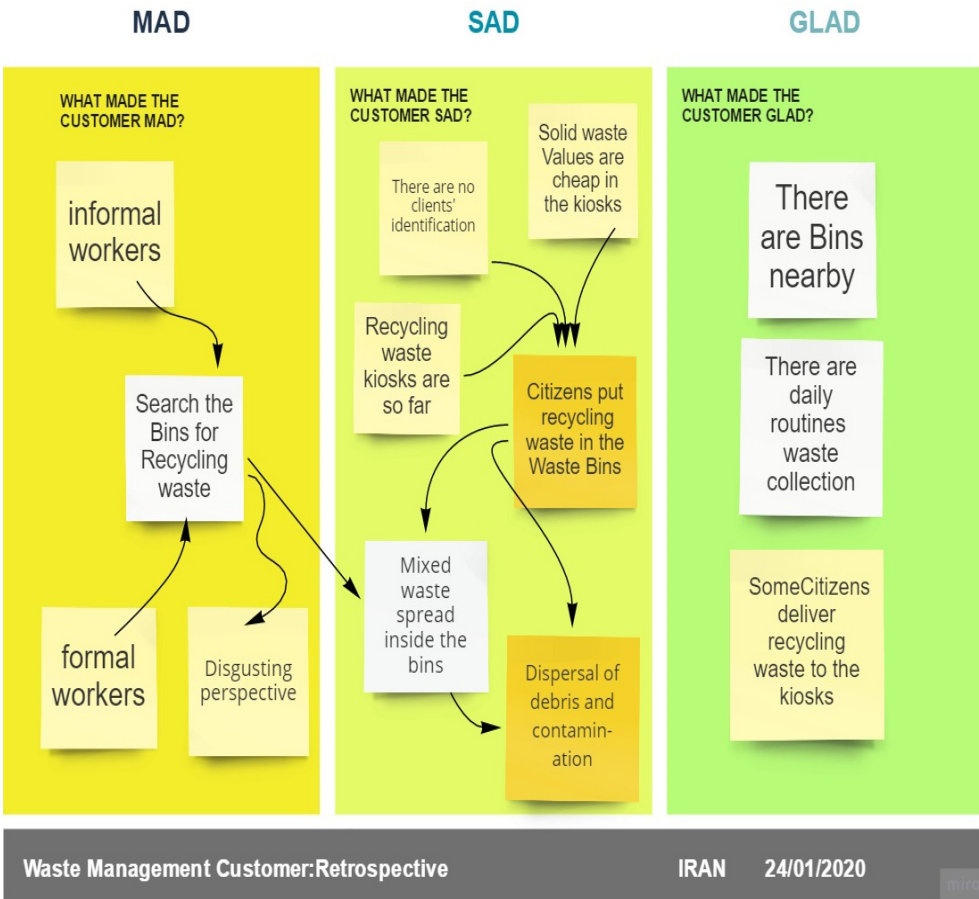 MAD
SAD
GLAD
WHAT MADE THE
CUSTOMER MAD?
informal
workers
Search the
Bins for
Recycling
waste
formal
workers
Disgusting
perspective
WHAT MADE THE
CUSTOMER SAD?
There are no
clients'
identification
Solid waste
Values are
cheap in
the kiosks
Recycling
waste
kiosks are
so far
Citizens put
recycling
waste in the
Waste Bins
Mixed
waste
spread
inside the
bins
Dispersal of
debris and
contamin-
ation
WHAT MADE THE
CUSTOMER GLAD?
There
are Bins
nearby
There are
daily
routines
waste
collection
SomeCitizens
deliver
recycling
waste to the
kiosks
Waste Management Customer:Retrospective
IRAN 24/01/2020
miro